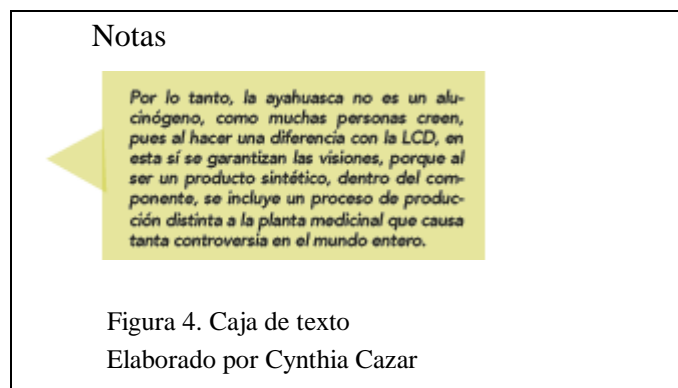 Notas
Por lo tanto, la ayahuasca no es un alu-
cinógeno, como muchas personas creen,
pues al hacer una diferencia con la LCD, en
esta sí se garantizan las visiones, porque al
ser un producto sintético, dentro del com-
ponente, se incluye un proceso de produc-
ción distinta a la planta medicinal que causa
tanta controversia en el mundo entero.
Figura 4. Caja de texto
Elaborado por Cynthia Cazar